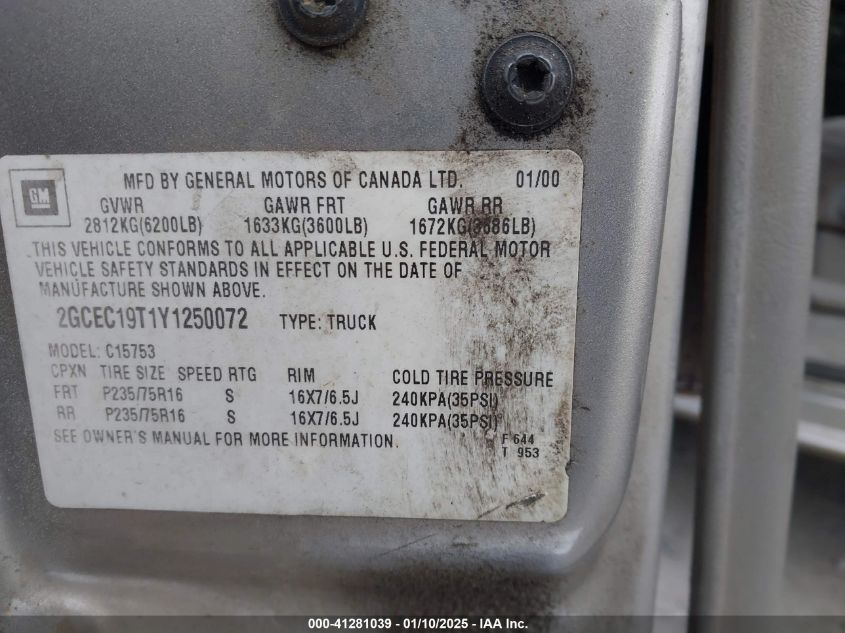 GM
MFD BY GENERAL MOTORS OF CANADA LTD. 01/00
GVWR GAWR FRT GAWR RR
2812KG(6200LB) 1633KG(3600LB) 1672KG(3686LB)
THIS VEHICLE CONFORMS TO ALL APPLICABLE U.S. FEDERAL MOTOR
VEHICLE SAFETY STANDARDS IN EFFECT ON THE DATE OF
MANUFACTURE SHOWN ABOVE.
2GCEC19T1Y1250072 TYPE: TRUCK
MODEL: C15753
CPXN TIRE SIZE SPEED RTG RIM COLD TIRE PRESSURE
FRT P235/75R16 S 16X7/6.5J 240KPA(35PSI)
RR P235/75R16 S 16X7/6.5J 240KPA(35PSI)
SEE OWNER'S MANUAL FOR MORE INFORMATION.
F 644
T 953
000-41281039 - 01/10/2025 - IAA Inc.